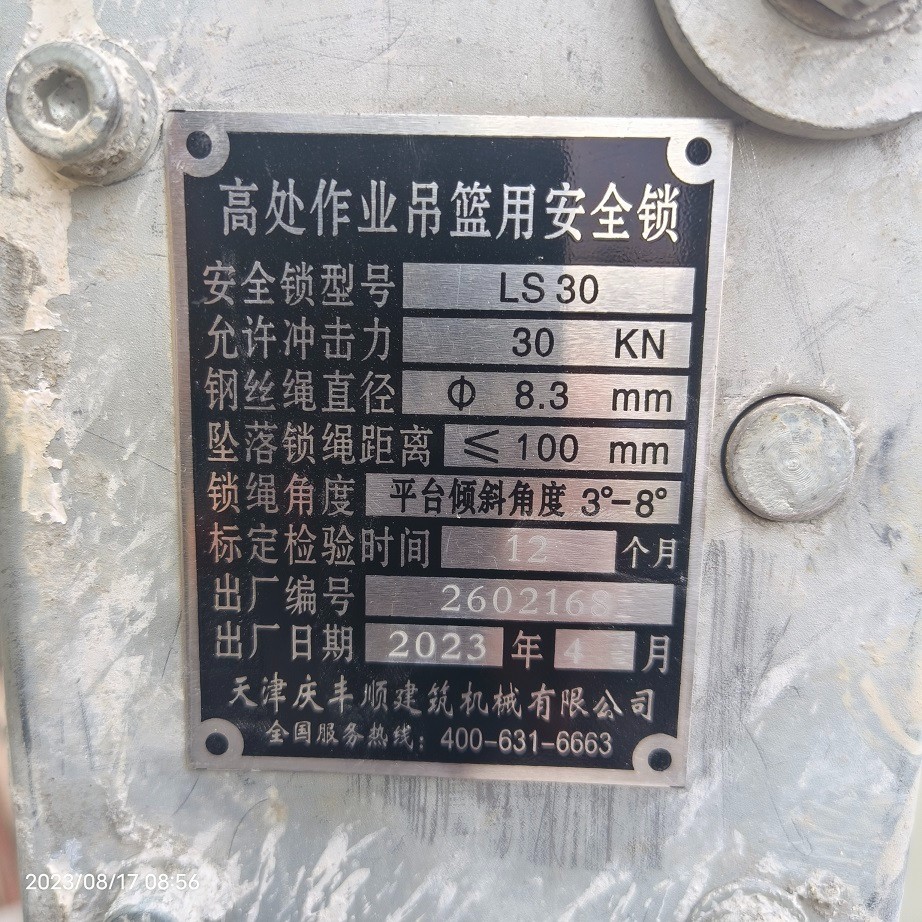 高处作业吊篮用安全锁
安全锁型号 LS 30
允许冲击力 30 KN
钢丝绳直径 Φ 8.3 mm
坠落锁绳距离 ≤ 100 mm
锁绳角度 平台倾斜角度 3°-8°
标定检验时间 12 个月
出厂编号 2602168
出厂日期 2023 年 4 月
天津庆丰顺建筑机械有限公司
全国服务热线：400-631-6663
2023/08/17 08:56